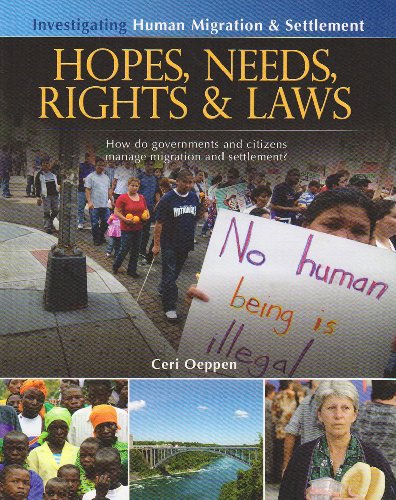 Investigating Human Migration & Settlement
HOPES, NEEDS,
RIGHTS & LAWS
How do governments and citizens
manage migration and settlement?
No human
being is
illegal
Ceri Oeppen